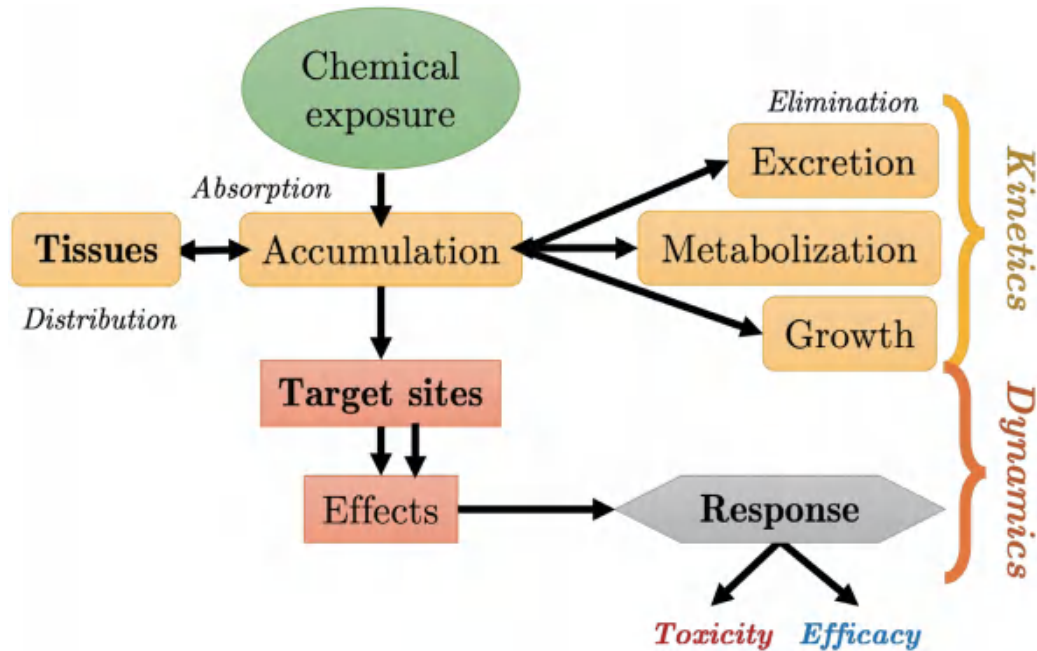 Chemical
exposure
Elimination
Excretion
Absorption
Tissues
Accumulation
Metabolization
Distribution
Growth
Kinetics
Target sites
Effects
Response
Dynamics
Toxicity
Efficacy